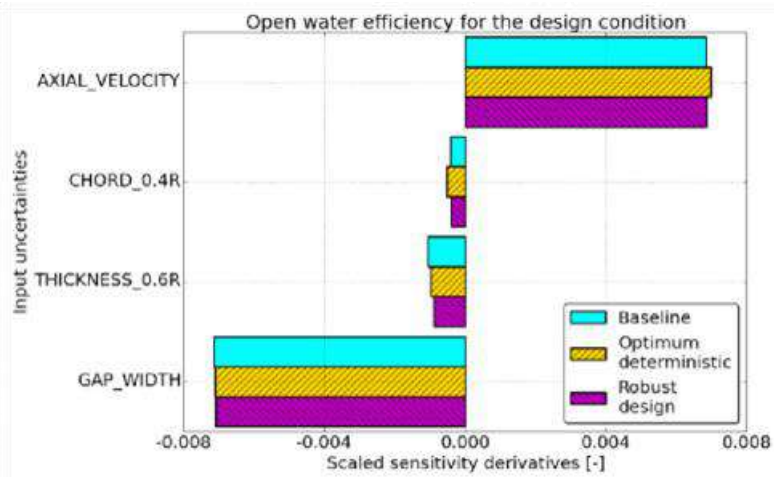 Open water efficiency for the design condition
Input uncertainties
AXIAL_VELOCITY
CHORD_0.4R
THICKNESS_0.6R
GAP_WIDTH
Baseline
Optimum
deterministic
Robust
design
-0.008 -0.004 0.000 0.004 0.008
Scaled sensitivity derivatives [-]